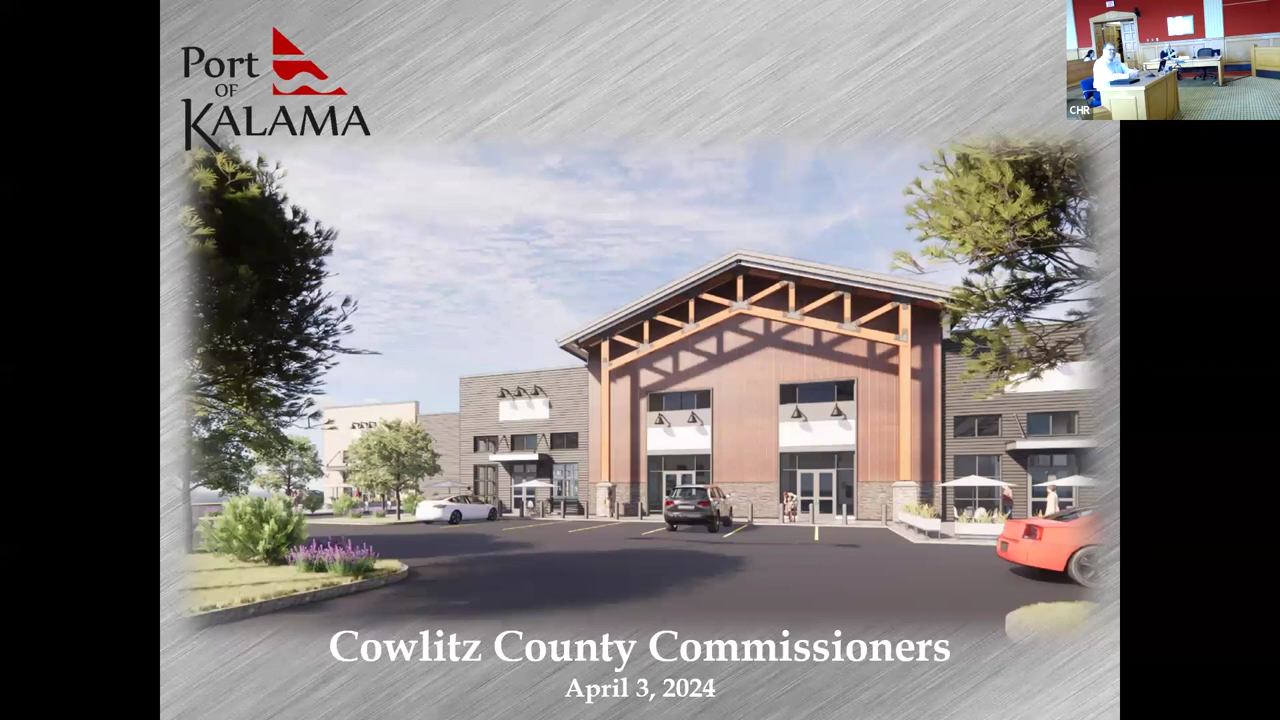 Port
OF
KALAMA
CHR
Cowlitz County Commissioners
April 3, 2024